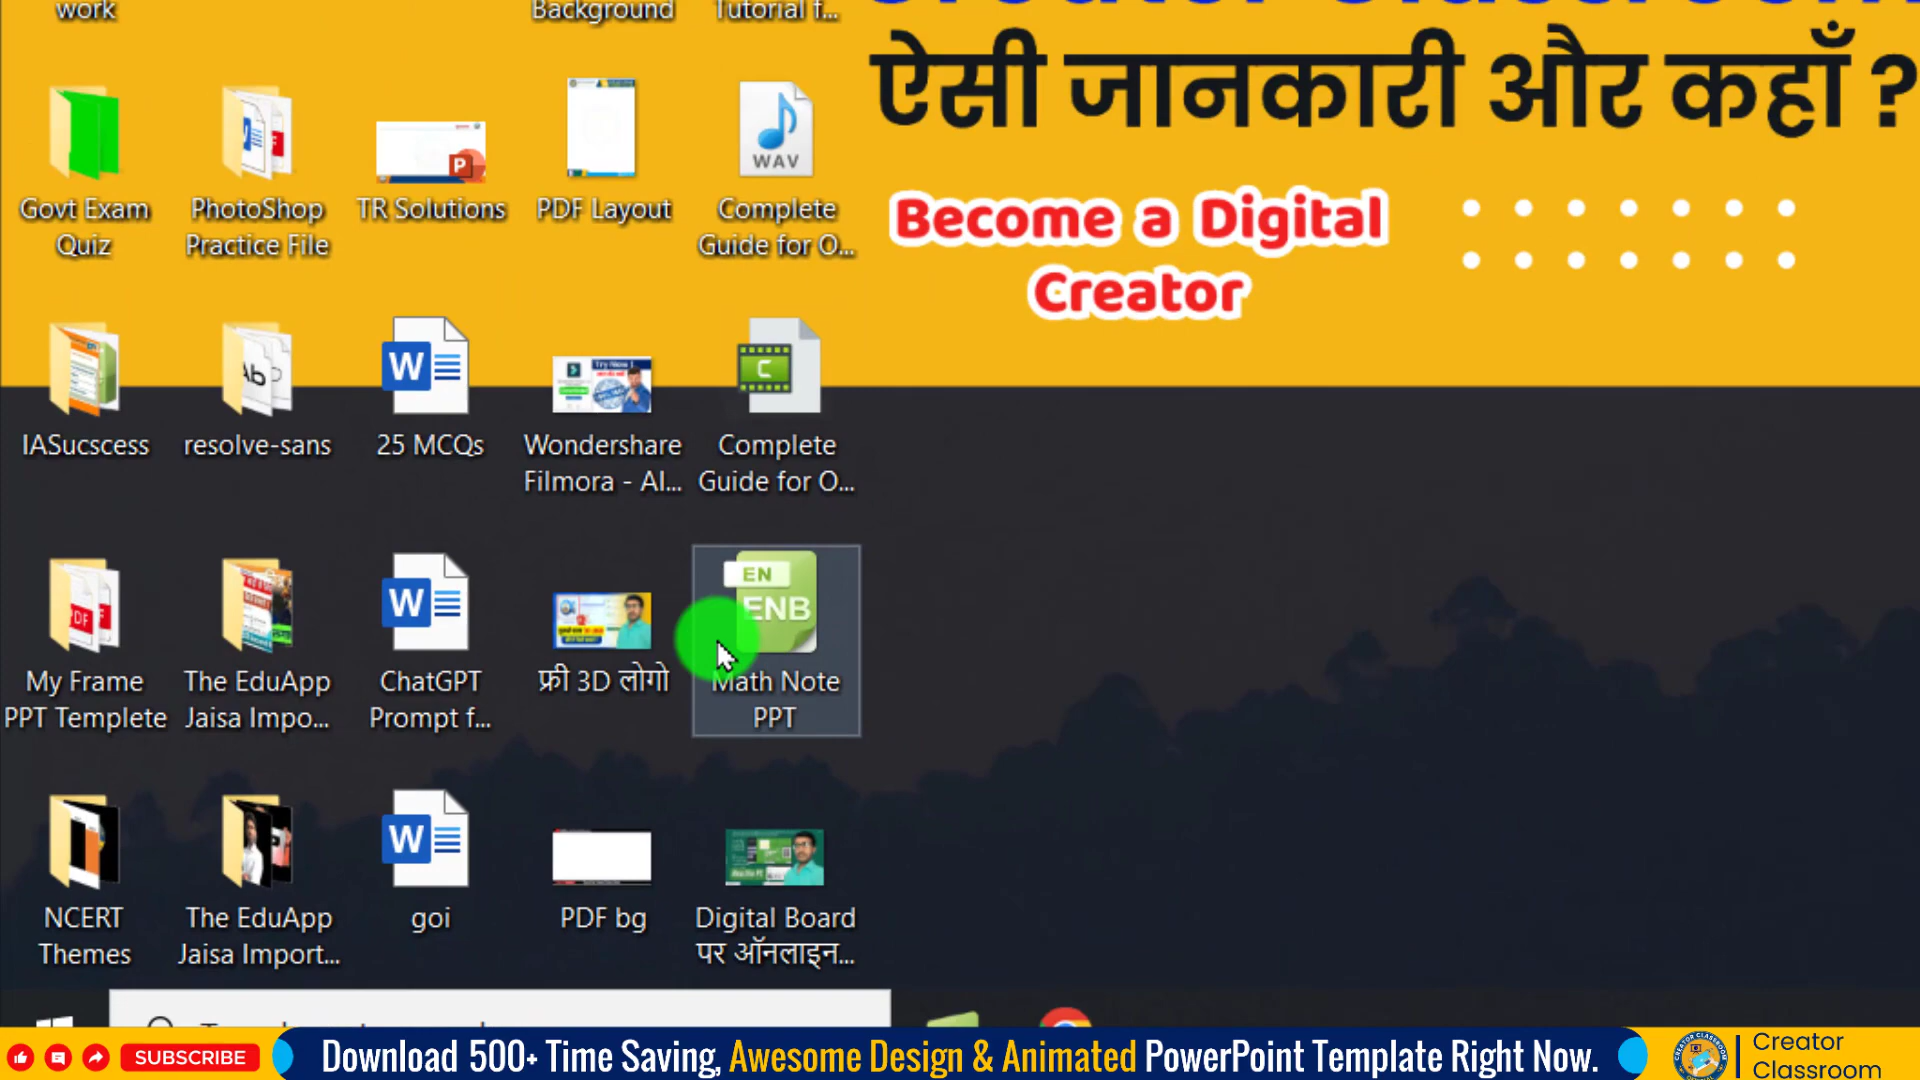 work
Background
Tutorial f...
ऐसी जानकारी और कहाँ ?
Become a Digital
Creator
WAV
Govt Exam
Quiz
PhotoShop
Practice File
TR Solutions
PDF Layout
Complete
Guide for O...
IASucscess
resolve-sans
25 MCQs
Wondershare
Filmora - AI...
Complete
Guide for O...
EN
ENB
My Frame
PPT Templete
The EduApp
Jaisa Impo...
ChatGPT
Prompt f...
फ्री 3D लोगो
Math Note
PPT
NCERT
Themes
The EduApp
Jaisa Import...
goi
PDF bg
Digital Board
पर ऑनलाइन...
SUBSCRIBE
Download 500+ Time Saving, Awesome Design & Animated PowerPoint Template Right Now.
Creator
Classroom